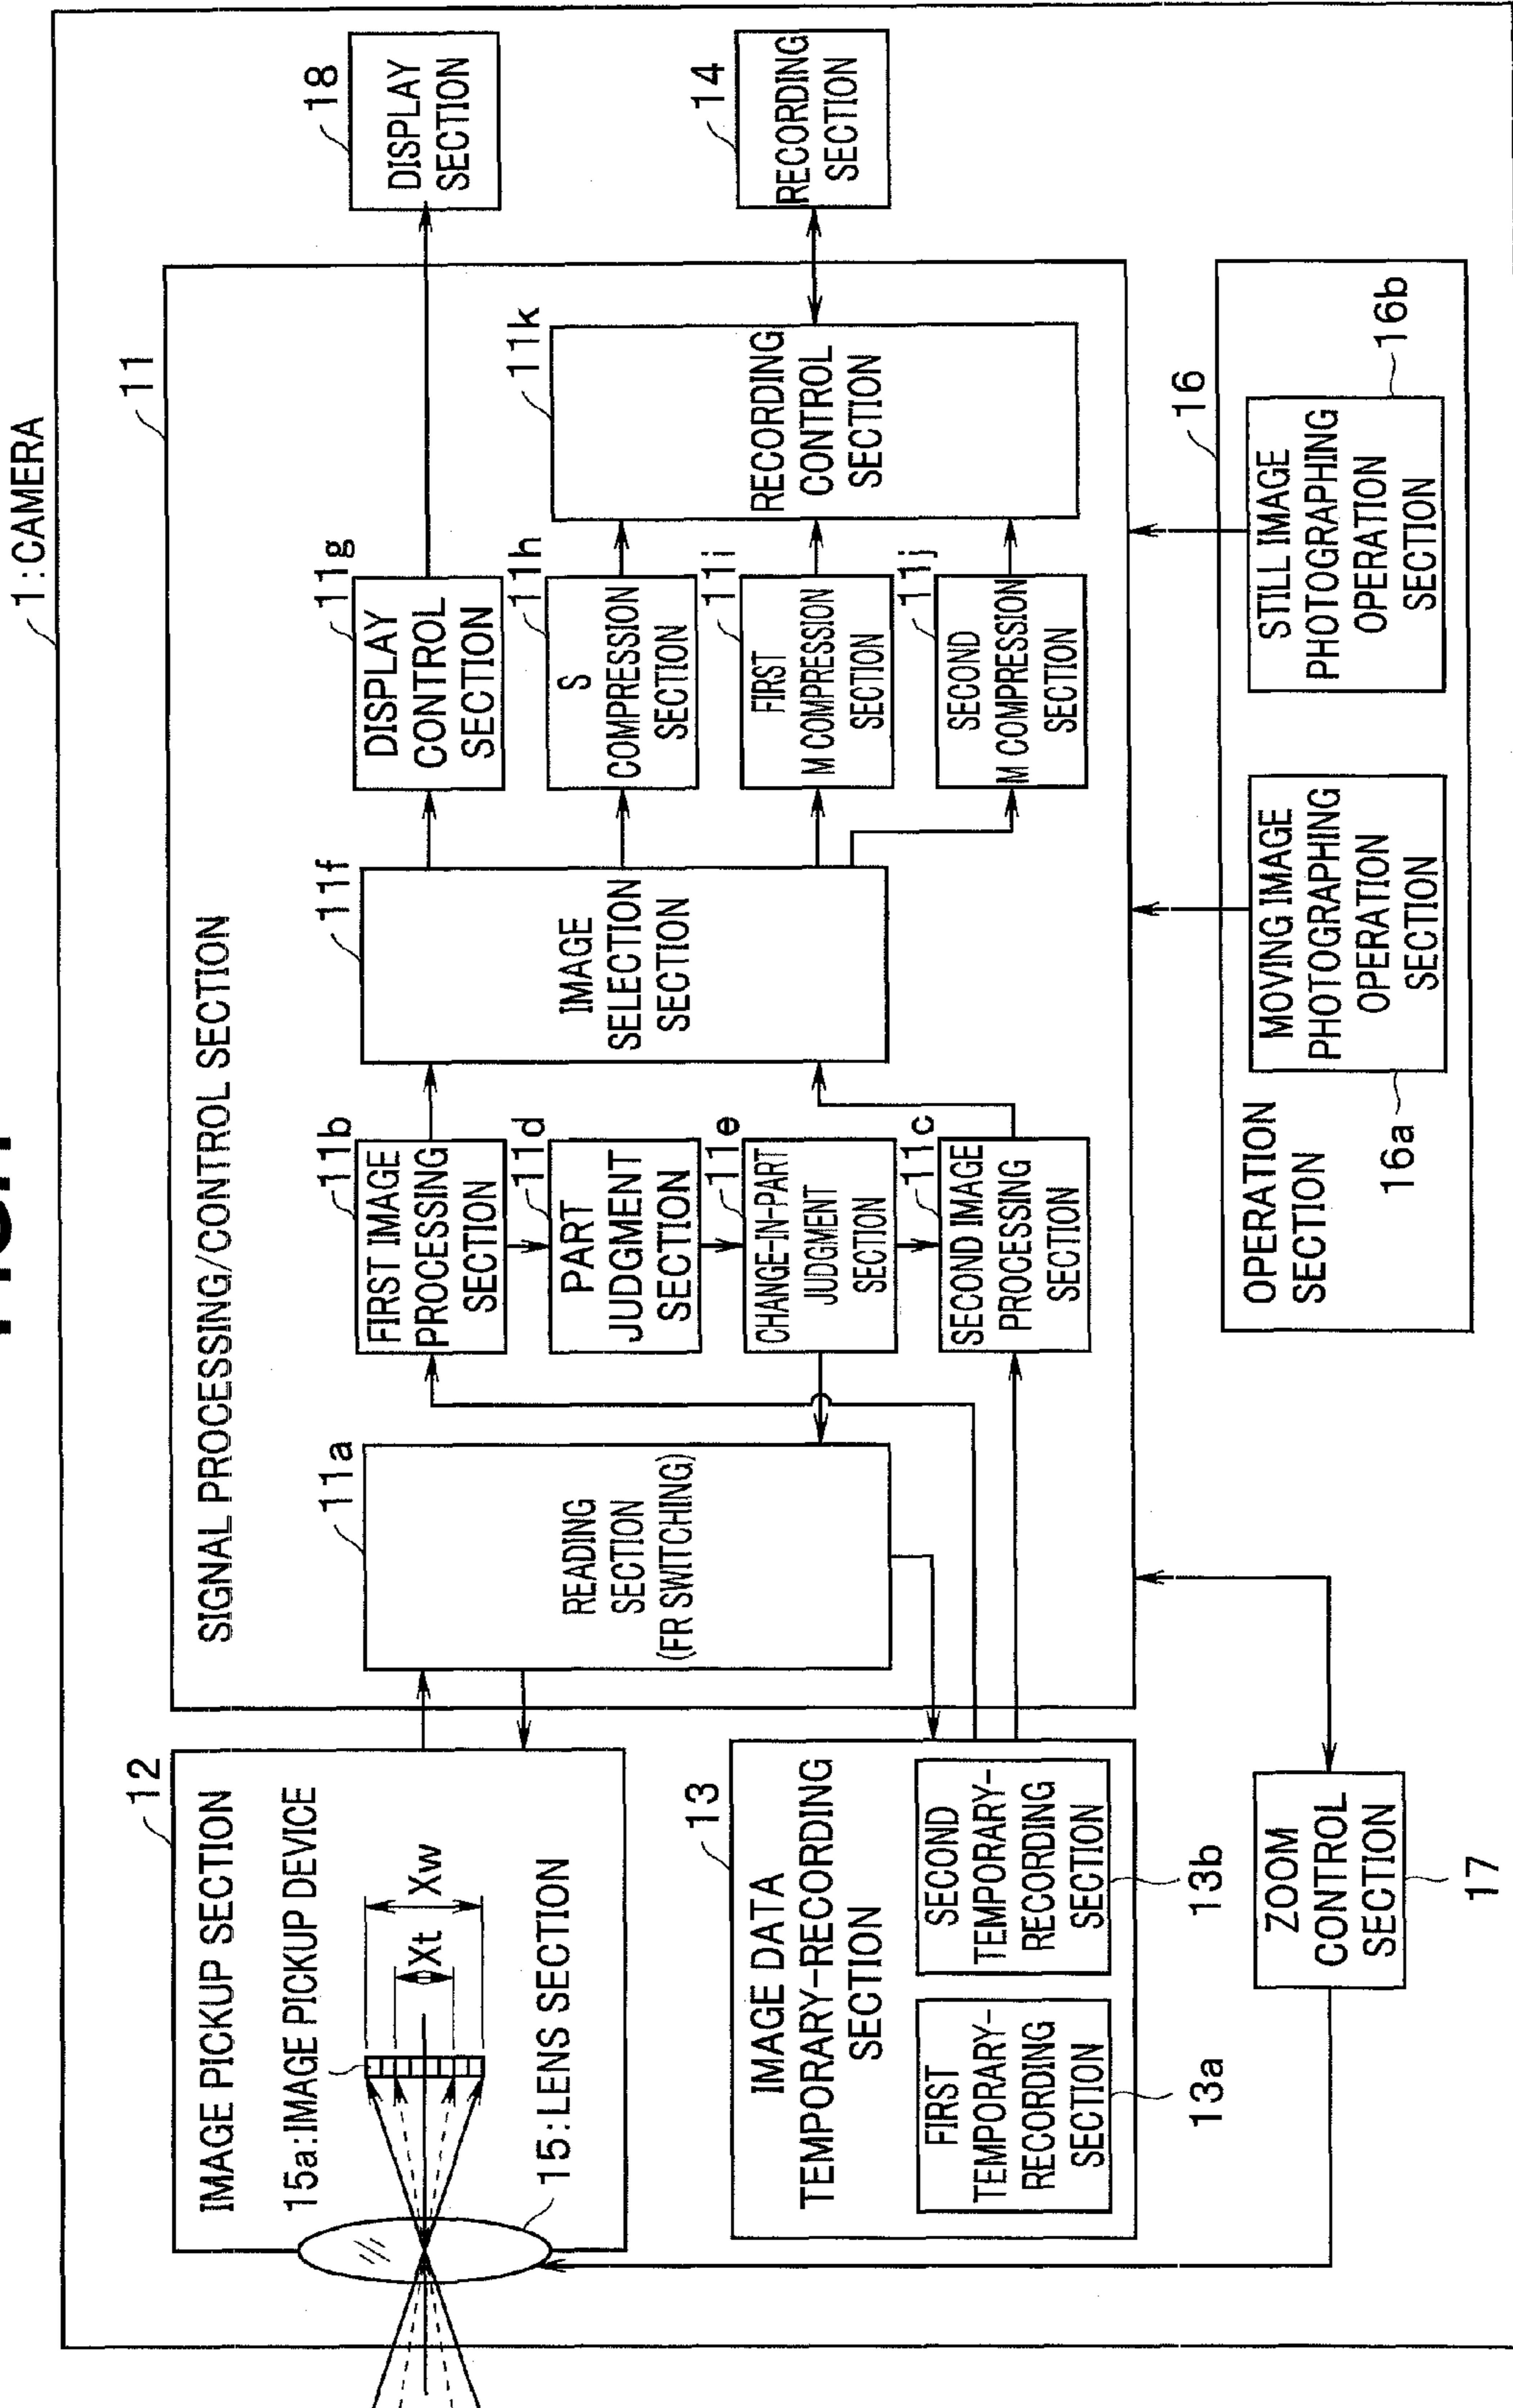 1:CAMERA
12
IMAGE PICKUP SECTION
15a:IMAGE PICKUP DEVICE
Xt
Xw
15:LENS SECTION
11
SIGNAL PROCESSING/CONTROL SECTION
11a
READING
SECTION
(FR SWITCHING)
11b
FIRST IMAGE
PROCESSING
SECTION
11d
PART
JUDGMENT
SECTION
11e
CHANGE-IN-PART
JUDGMENT
SECTION
11c
SECOND IMAGE
PROCESSING
SECTION
11f
IMAGE
SELECTION
SECTION
11g
DISPLAY
CONTROL
SECTION
11h
S
COMPRESSION
SECTION
11i
FIRST
M COMPRESSION
SECTION
11j
SECOND
M COMPRESSION
SECTION
11k
RECORDING
CONTROL
SECTION
18
DISPLAY
SECTION
14
RECORDING
SECTION
13
IMAGE DATA
TEMPORARY-RECORDING
SECTION
FIRST
TEMPORARY-
RECORDING
SECTION
13a
SECOND
TEMPORARY-
RECORDING
SECTION
13b
ZOOM
CONTROL
SECTION
17
16
OPERATION
SECTION
MOVING IMAGE
PHOTOGRAPHING
OPERATION
SECTION
16a
STILL IMAGE
PHOTOGRAPHING
OPERATION
SECTION
16b